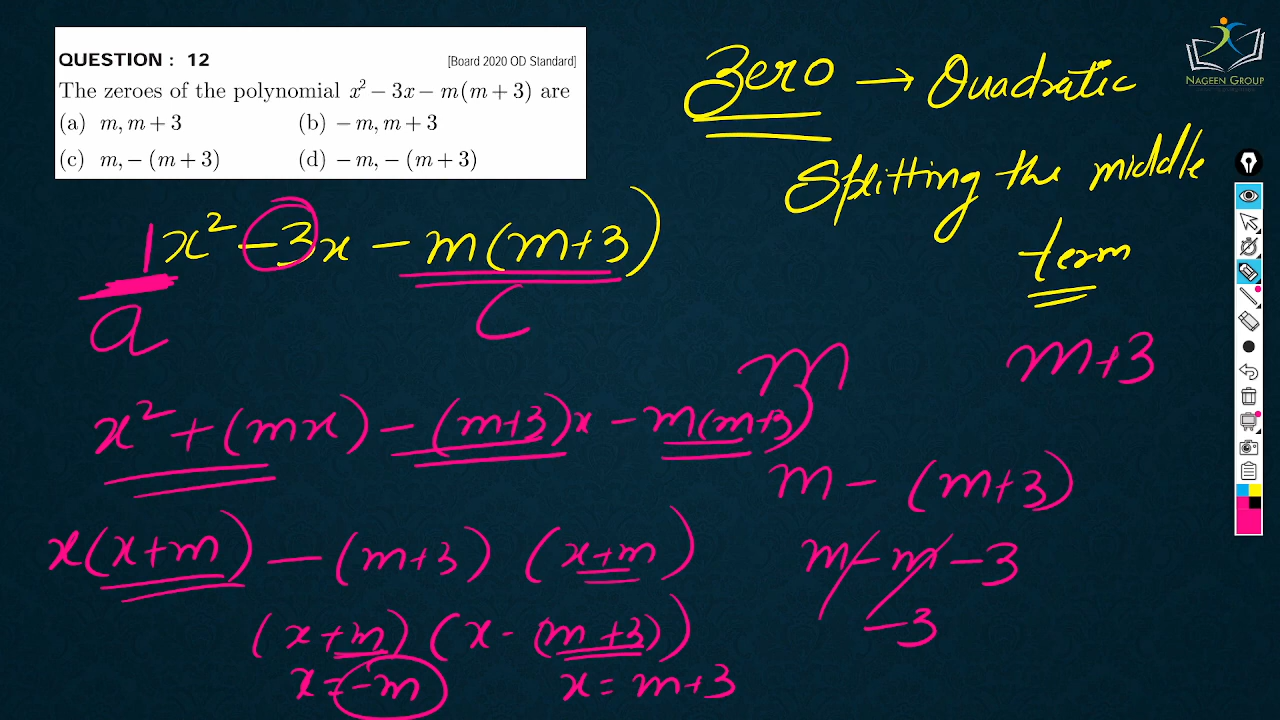 QUESTION : 12 [Board 2020 OD Standard]
The zeroes of the polynomial x² − 3x − m(m + 3) are
(a) m, m + 3 (b) − m, m + 3
(c) m, − (m + 3) (d) − m, − (m + 3)
Zero → Quadratic
Splitting the middle
term
NAGEEN GROUP
1x² − 3x − m(m+3)
a c
m m+3
x² + (mx) − (m+3)x − m(m+3)
m − (m+3)
x(x+m) − (m+3) (x+m)
m − m − 3
− 3
(x+m) (x − (m+3))
x = −m x = m+3